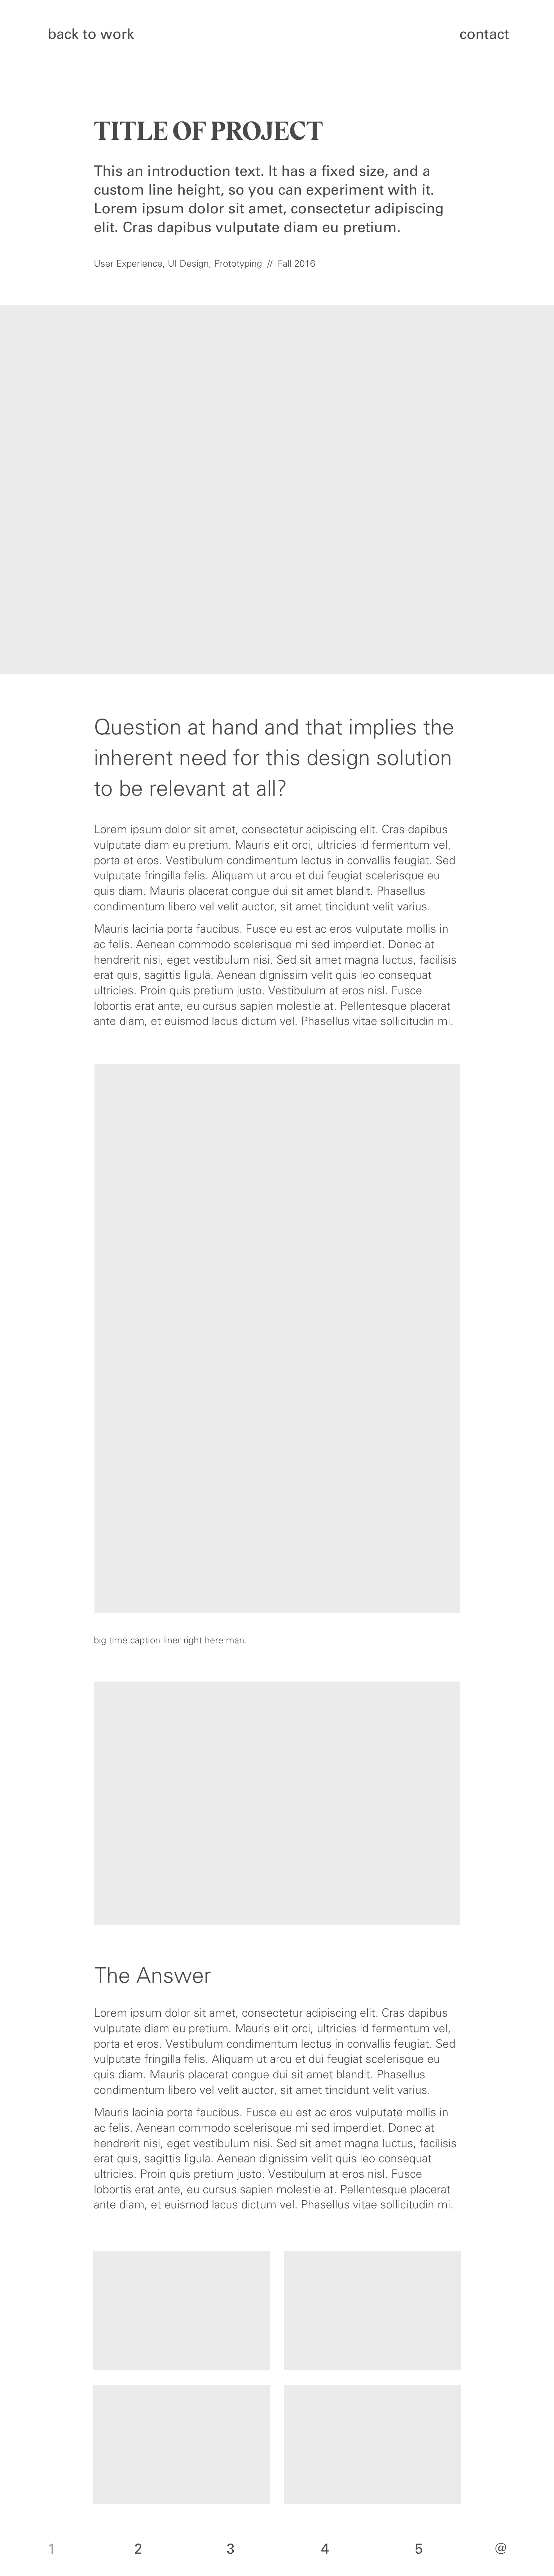 back to work
contact
TITLE OF PROJECT
This an introduction text. It has a fixed size, and a
custom line height, so you can experiment with it.
Lorem ipsum dolor sit amet, consectetur adipiscing
elit. Cras dapibus vulputate diam eu pretium.
User Experience, UI Design, Prototyping // Fall 2016
Question at hand and that implies the
inherent need for this design solution
to be relevant at all?
Lorem ipsum dolor sit amet, consectetur adipiscing elit. Cras dapibus
vulputate diam eu pretium. Mauris elit orci, ultricies id fermentum vel,
porta et eros. Vestibulum condimentum lectus in convallis feugiat. Sed
vulputate fringilla felis. Aliquam ut arcu et dui feugiat scelerisque eu
quis diam. Mauris placerat congue dui sit amet blandit. Phasellus
condimentum libero vel velit auctor, sit amet tincidunt velit varius.
Mauris lacinia porta faucibus. Fusce eu est ac eros vulputate mollis in
ac felis. Aenean commodo scelerisque mi sed imperdiet. Donec at
hendrerit nisi, eget vestibulum nisi. Sed sit amet magna luctus, facilisis
erat quis, sagittis ligula. Aenean dignissim velit quis leo consequat
ultricies. Proin quis pretium justo. Vestibulum at eros nisl. Fusce
lobortis erat ante, eu cursus sapien molestie at. Pellentesque placerat
ante diam, et euismod lacus dictum vel. Phasellus vitae sollicitudin mi.
big time caption liner right here man.
The Answer
Lorem ipsum dolor sit amet, consectetur adipiscing elit. Cras dapibus
vulputate diam eu pretium. Mauris elit orci, ultricies id fermentum vel,
porta et eros. Vestibulum condimentum lectus in convallis feugiat. Sed
vulputate fringilla felis. Aliquam ut arcu et dui feugiat scelerisque eu
quis diam. Mauris placerat congue dui sit amet blandit. Phasellus
condimentum libero vel velit auctor, sit amet tincidunt velit varius.
Mauris lacinia porta faucibus. Fusce eu est ac eros vulputate mollis in
ac felis. Aenean commodo scelerisque mi sed imperdiet. Donec at
hendrerit nisi, eget vestibulum nisi. Sed sit amet magna luctus, facilisis
erat quis, sagittis ligula. Aenean dignissim velit quis leo consequat
ultricies. Proin quis pretium justo. Vestibulum at eros nisl. Fusce
lobortis erat ante, eu cursus sapien molestie at. Pellentesque placerat
ante diam, et euismod lacus dictum vel. Phasellus vitae sollicitudin mi.
1 2 3 4 5 @